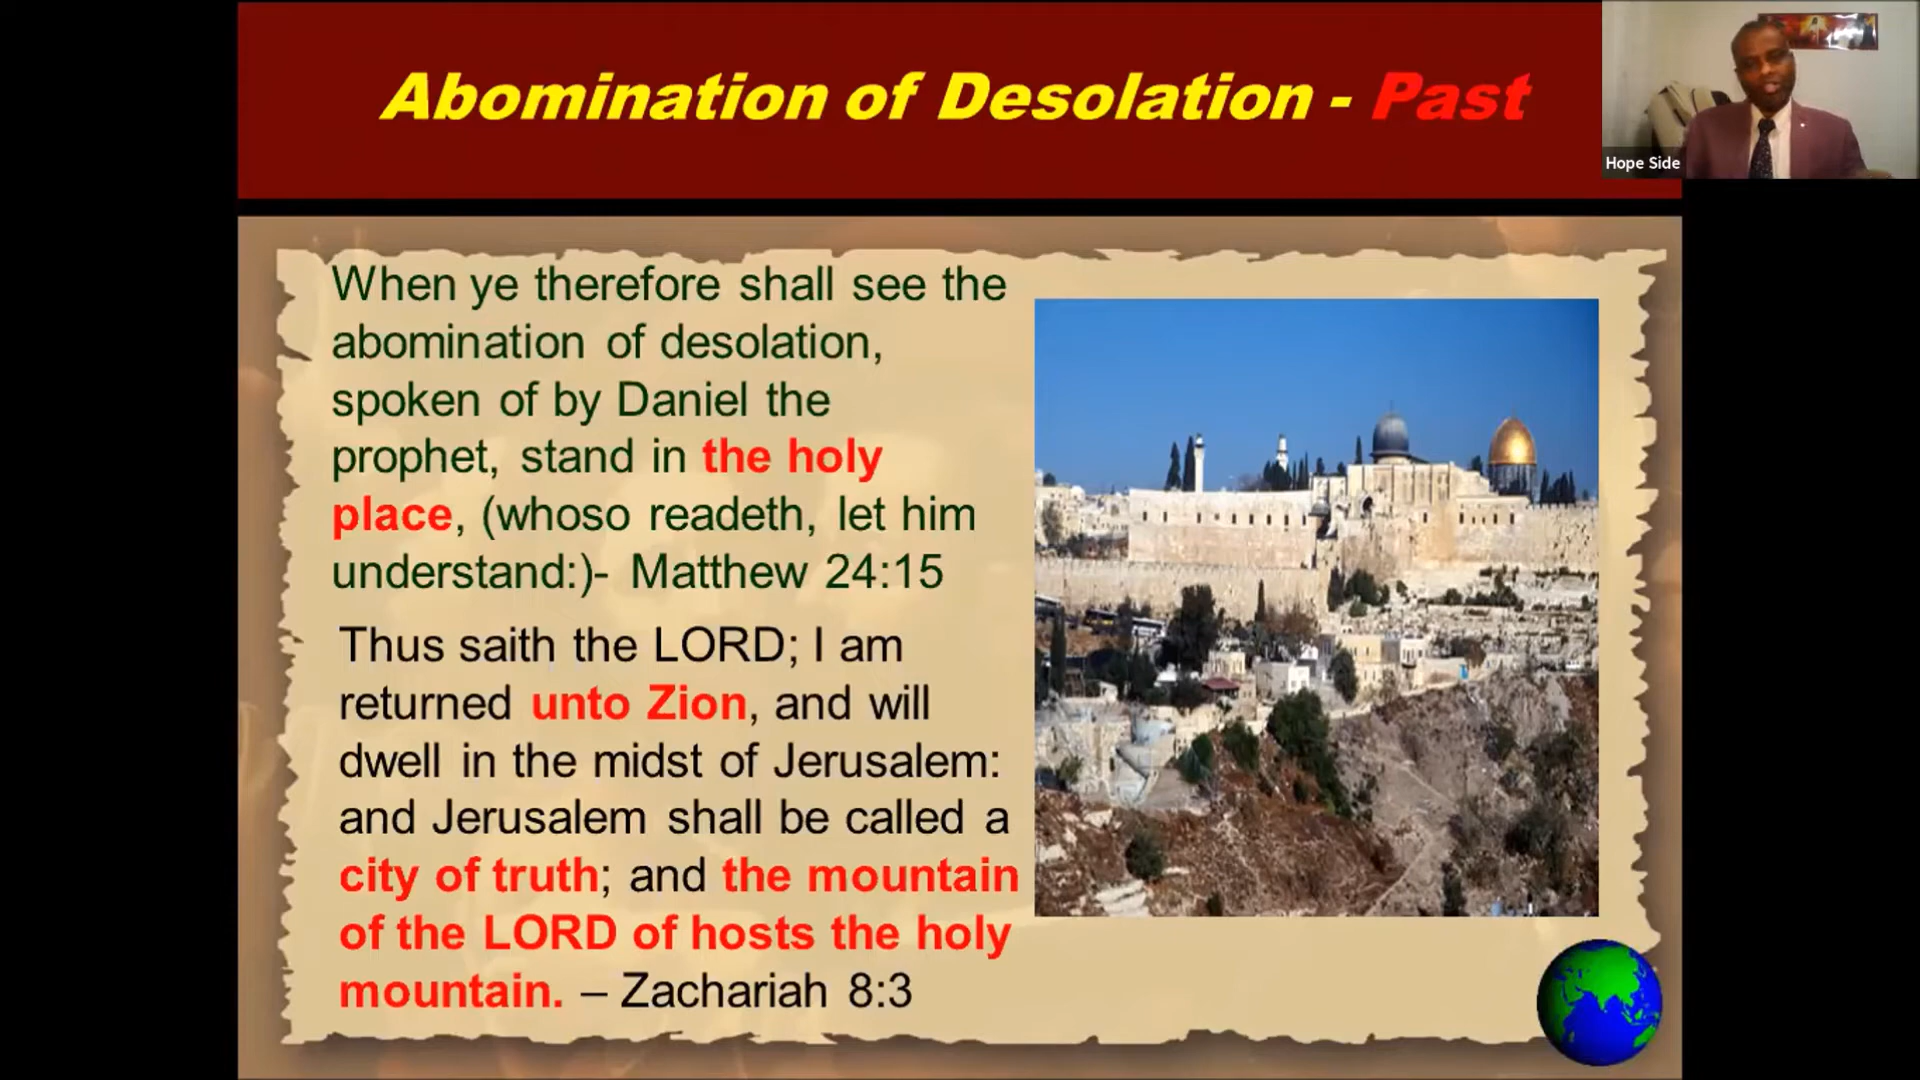 Abomination of Desolation - Past
Hope Side
When ye therefore shall see the
abomination of desolation,
spoken of by Daniel the
prophet, stand in the holy
place, (whoso readeth, let him
understand:)- Matthew 24:15
Thus saith the LORD; I am
returned unto Zion, and will
dwell in the midst of Jerusalem:
and Jerusalem shall be called a
city of truth; and the mountain
of the LORD of hosts the holy
mountain. – Zachariah 8:3